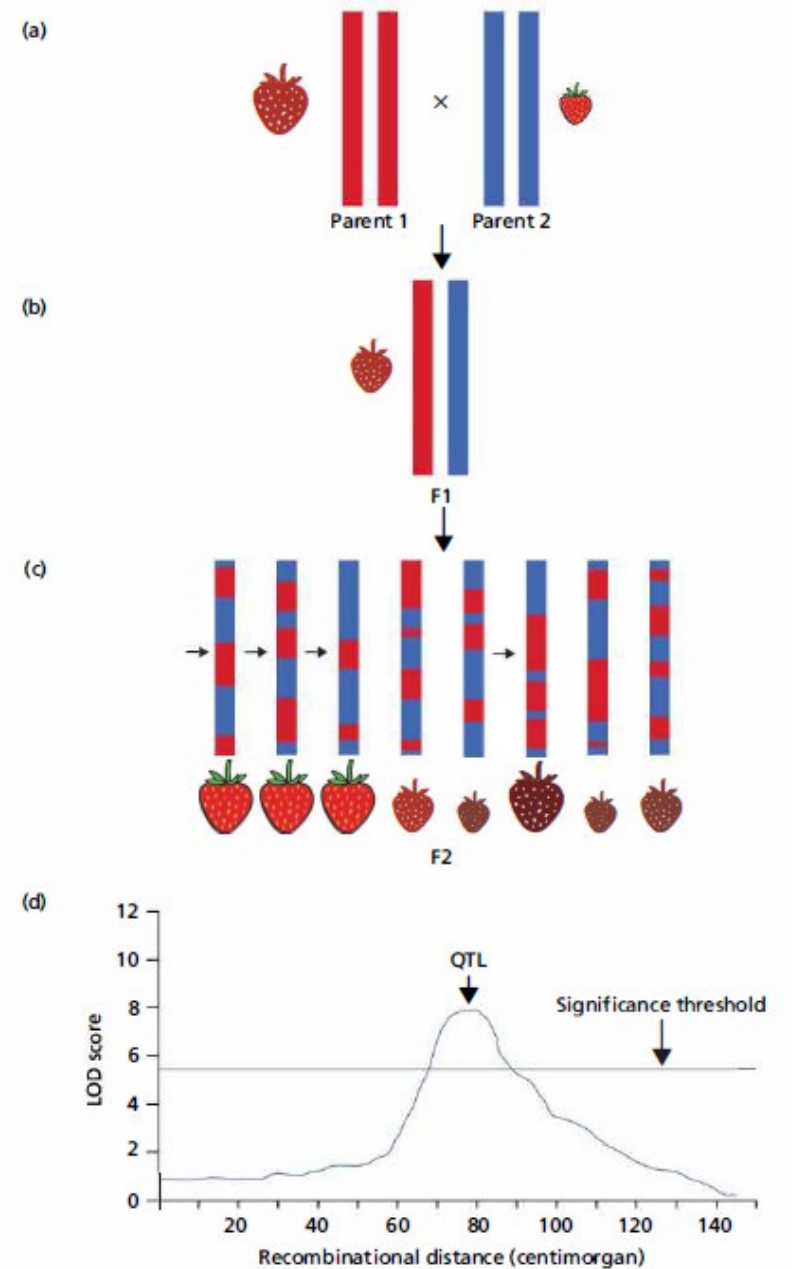 (a)
×
Parent 1 Parent 2
(b)
F1
(c)
F2
(d)
12
10
8
6
4
2
0
LOD score
QTL
Significance threshold
20 40 60 80 100 120 140
Recombinational distance (centimorgan)